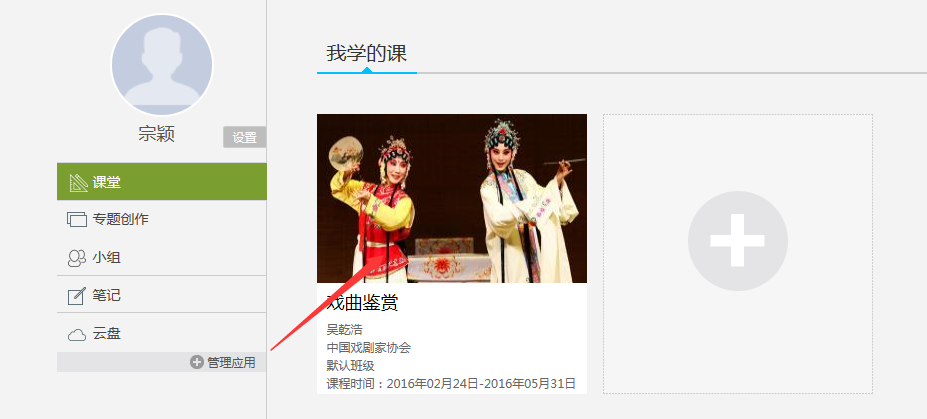 宗颖
设置
课堂
专题创作
小组
笔记
云盘
管理应用
我学的课
戏曲鉴赏
吴乾浩
中国戏剧家协会
默认班级
课程时间：2016年02月24日-2016年05月31日